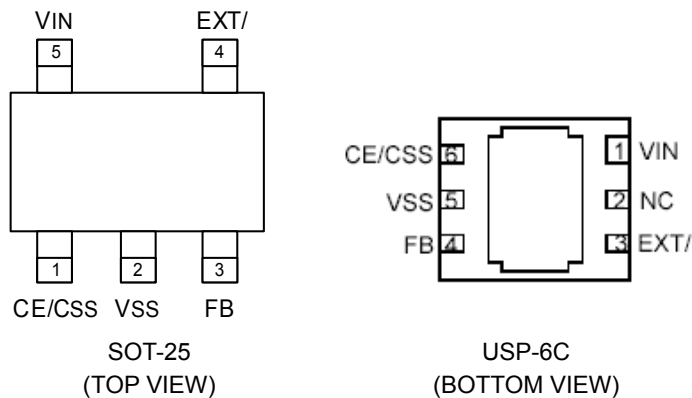 VIN EXT/
5 4
1 2 3
CE/CSS VSS FB
SOT-25
(TOP VIEW)
CE/CSS 6 1 VIN
VSS 5 2 NC
FB 4 3 EXT/
USP-6C
(BOTTOM VIEW)